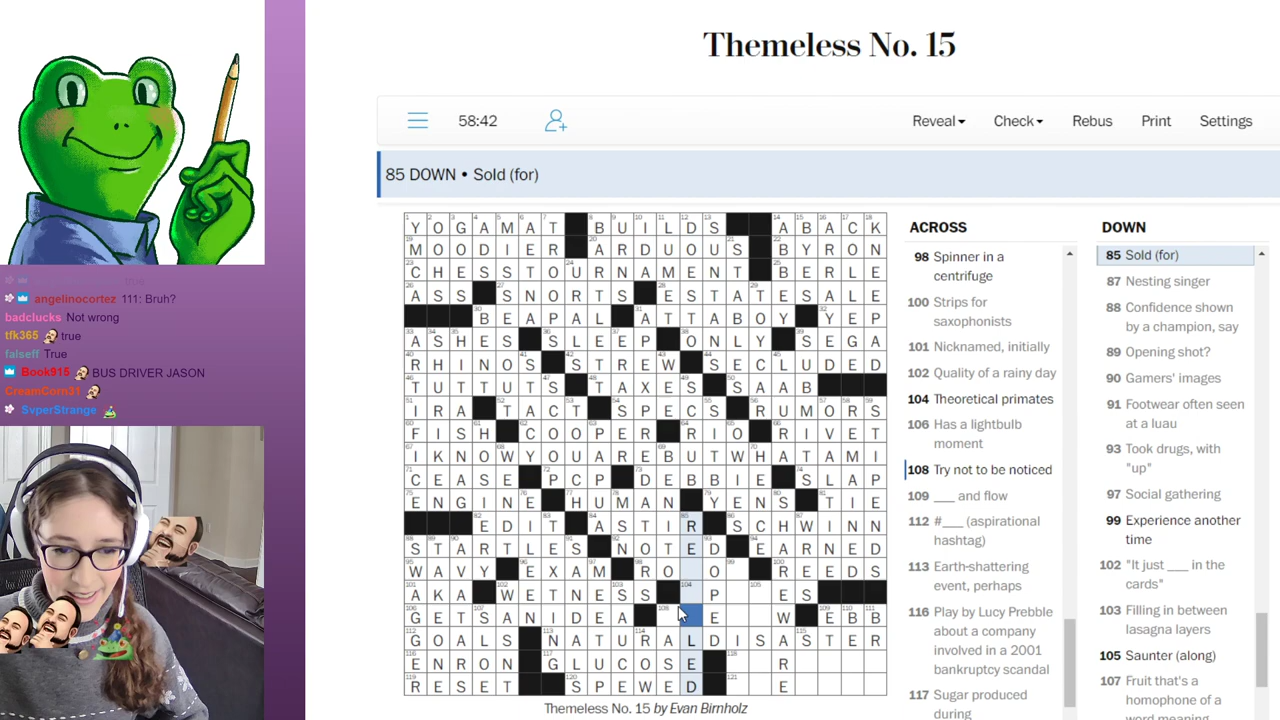 Themeless No. 15
58:42
Reveal
Check
Rebus
Print
Settings
85 DOWN • Sold (for)
angelinocortez 111: Bruh?
badclucks Not wrong
tfk365 true
falseff True
Book915 BUS DRIVER JASON
CreamCorn31
SvperStrange
YOGAMAT BUILDS ABACK
MOODIER ARDUOUS BYRON
CHESSTOURNAMENT BERLE
ASS SNORTS ESTATESALE
BEAPAL ATTABOY YEP
ASHES SLEEP ONLY SEGA
RHINOS STREW SECLUDED
TUTTUTS TAXES SAAB
IRA TACT SPECS RUMORS
FISH COOPER RIO RIVET
IKNOWYOUAREBUTWHATAMI
CEASE PCP DEBBIE SLAP
ENGINE HUMAN YENS TIE
EDIT ASTIR SCHWINN
STARTLES NOTED EARNED
WAVY EXAM RO O REEDS
AKA WETNESS P ES
GETSANIDEA E W EBB
GOALS NATURALDISASTER
ENRON GLUCOSE R
RESET SPEWED E
Themeless No. 15 by Evan Birnholz
ACROSS
98 Spinner in a
centrifuge
100 Strips for
saxophonists
101 Nicknamed, initially
102 Quality of a rainy day
104 Theoretical primates
106 Has a lightbulb
moment
108 Try not to be noticed
109 ___ and flow
112 #___ (aspirational
hashtag)
113 Earth-shattering
event, perhaps
116 Play by Lucy Prebble
about a company
involved in a 2001
bankruptcy scandal
117 Sugar produced
during
DOWN
85 Sold (for)
87 Nesting singer
88 Confidence shown
by a champion, say
89 Opening shot?
90 Gamers' images
91 Footwear often seen
at a luau
93 Took drugs, with
"up"
97 Social gathering
99 Experience another
time
102 "It just ___ in the
cards"
103 Filling in between
lasagna layers
105 Saunter (along)
107 Fruit that's a
homophone of a
word meaning